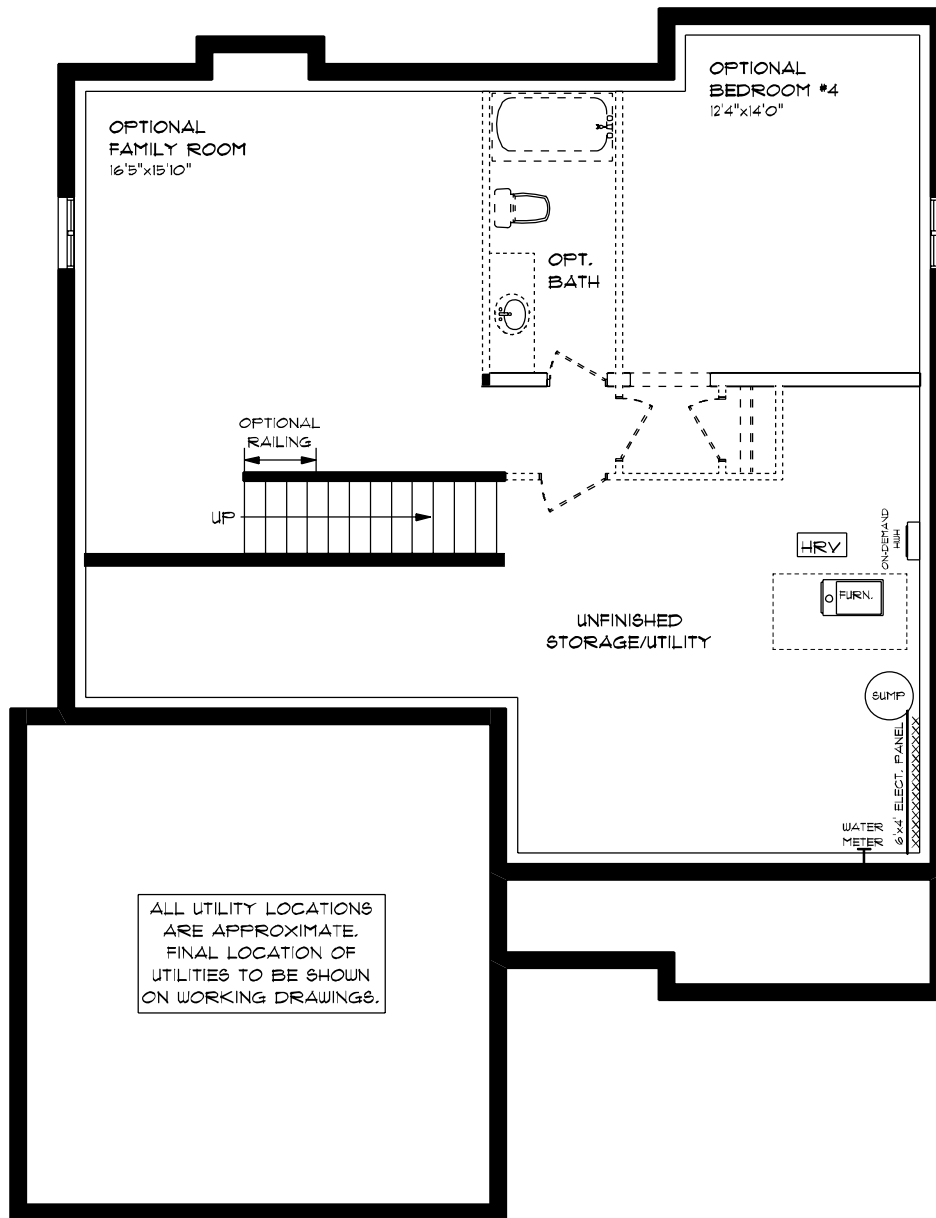 OPTIONAL
FAMILY ROOM
16'5"x15'10"
OPTIONAL
BEDROOM #4
12'4"x14'0"
OPT.
BATH
OPTIONAL
RAILING
UP
HRV
ON-DEMAND
HWH
FURN.
UNFINISHED
STORAGE/UTILITY
SUMP
6'x4' ELECT. PANEL
WATER
METER
ALL UTILITY LOCATIONS
ARE APPROXIMATE.
FINAL LOCATION OF
UTILITIES TO BE SHOWN
ON WORKING DRAWINGS.